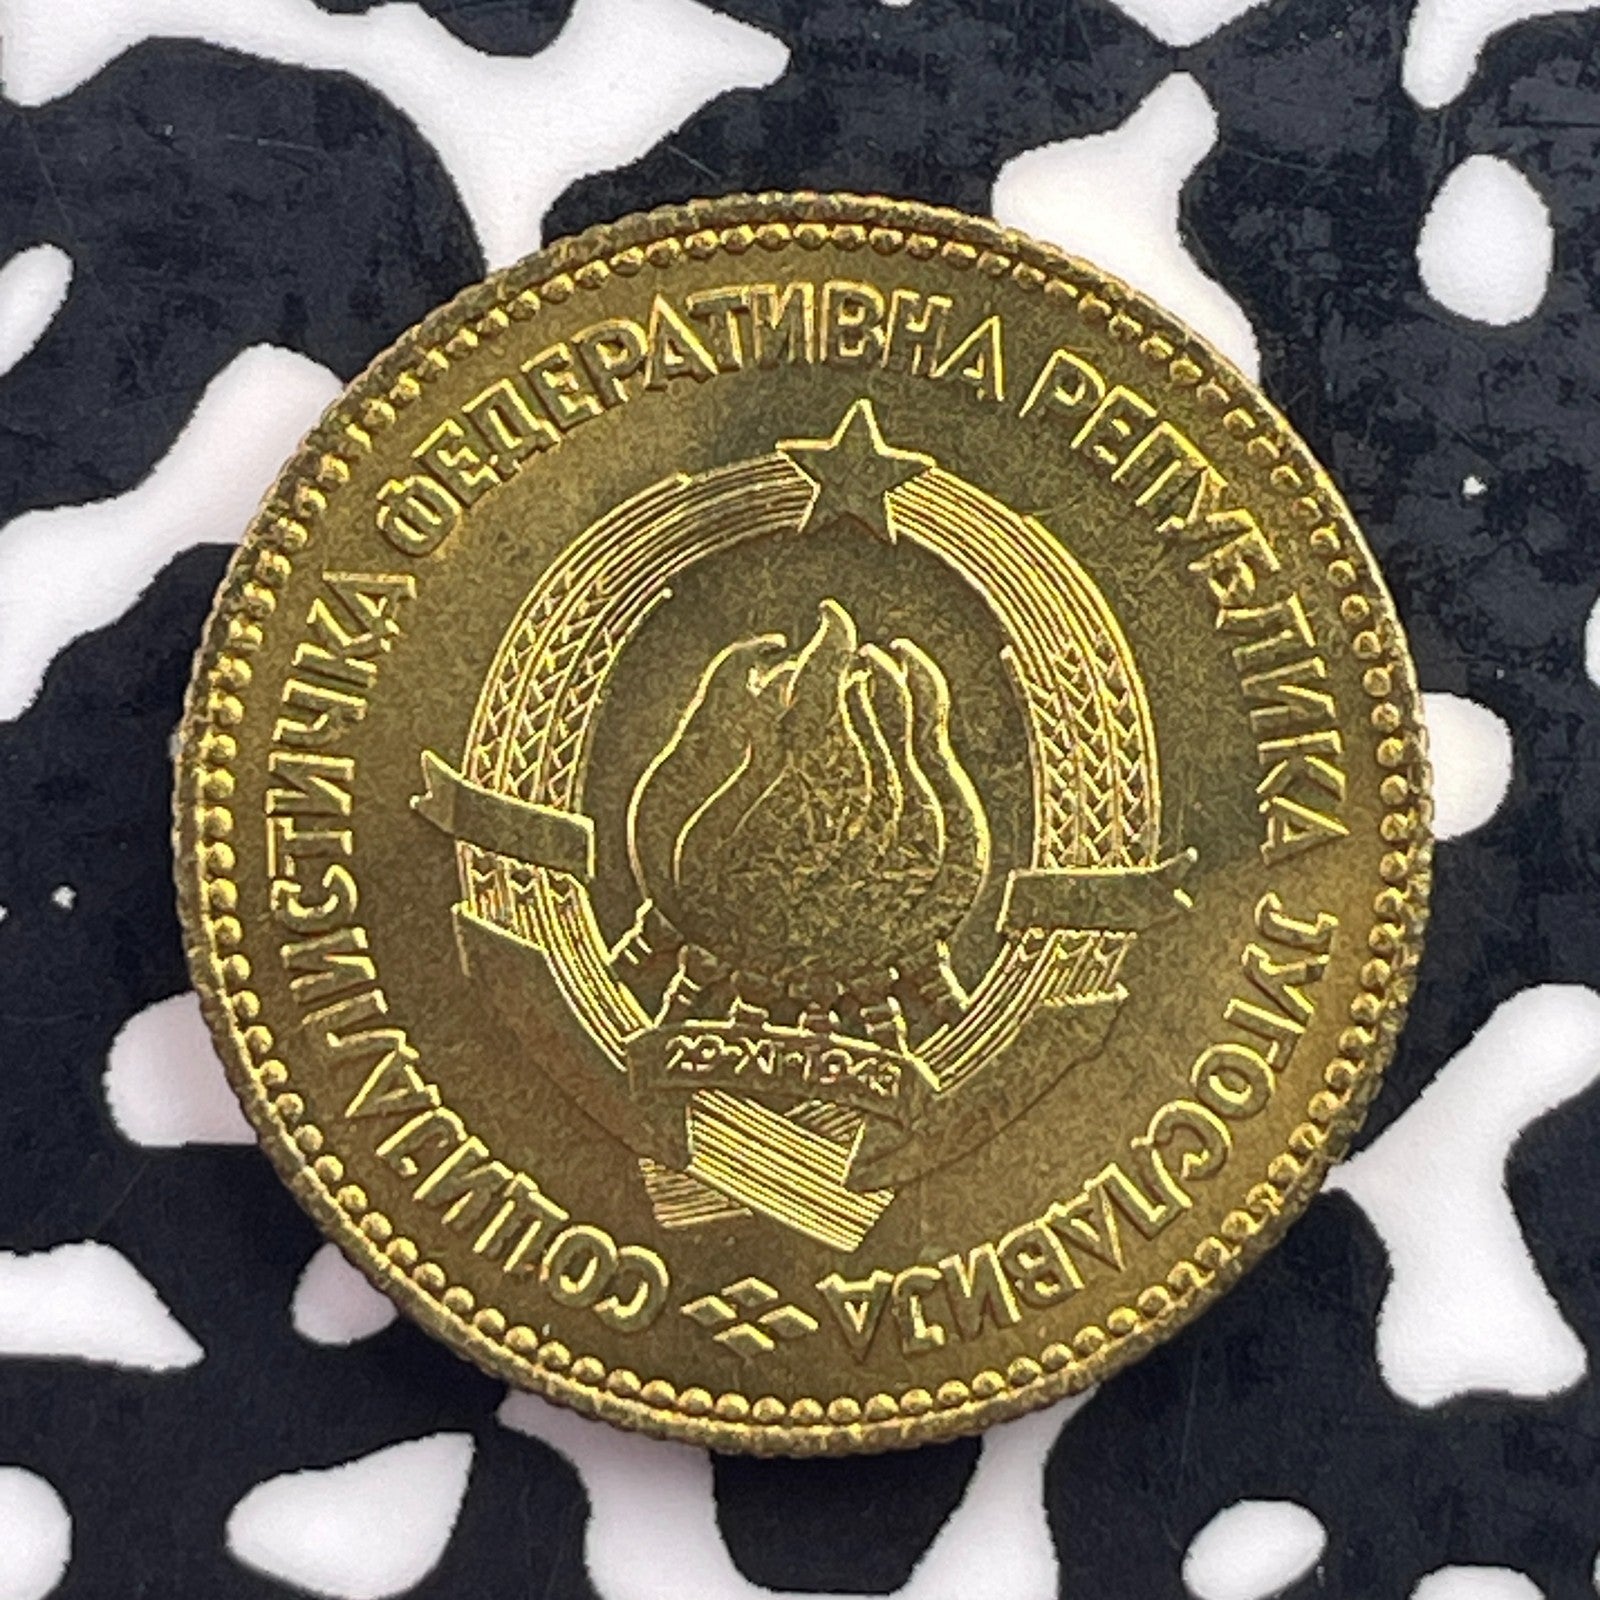 СОЦИЈАЛИСТИЧКА ФЕДЕРАТИВНА РЕПУБЛИКА ЈУГОСЛАВИЈА
29·XI·1943